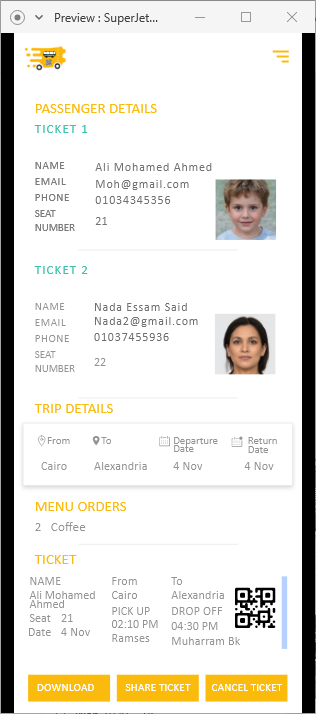 Preview : SuperJet...
PASSENGER DETAILS
TICKET 1
NAME Ali Mohamed Ahmed
EMAIL Moh@gmail.com
PHONE 01034345356
SEAT NUMBER 21
TICKET 2
NAME Nada Essam Said
EMAIL Nada2@gmail.com
PHONE 01037455936
SEAT NUMBER 22
TRIP DETAILS
From To Departure Date Return Date
Cairo Alexandria 4 Nov 4 Nov
MENU ORDERS
2 Coffee
TICKET
NAME From To
Ali Mohamed Ahmed Cairo Alexandria
Seat 21 PICK UP DROP OFF
Date 4 Nov 02:10 PM 04:30 PM
Ramses Muharram Bk
DOWNLOAD SHARE TICKET CANCEL TICKET